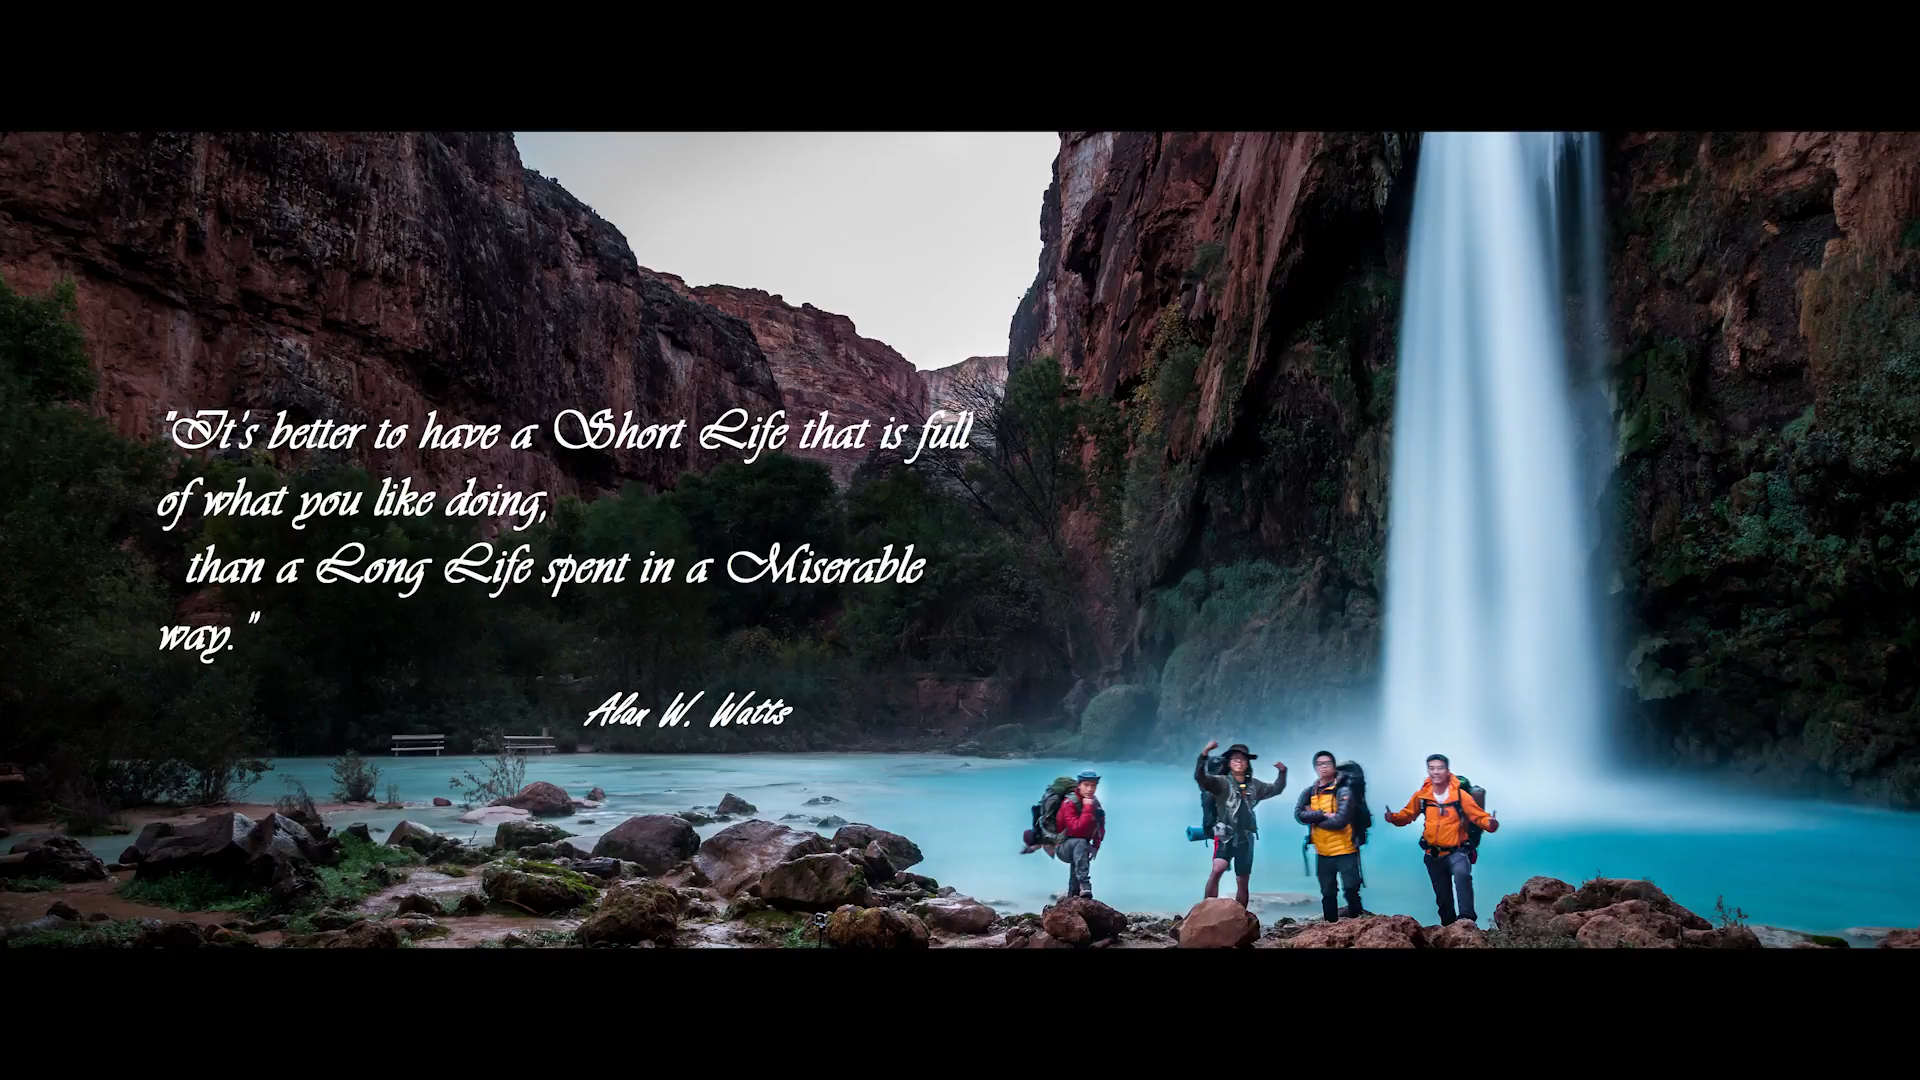 "It's better to have a Short Life that is full
of what you like doing,
than a Long Life spent in a Miserable
way."
Alan W. Watts